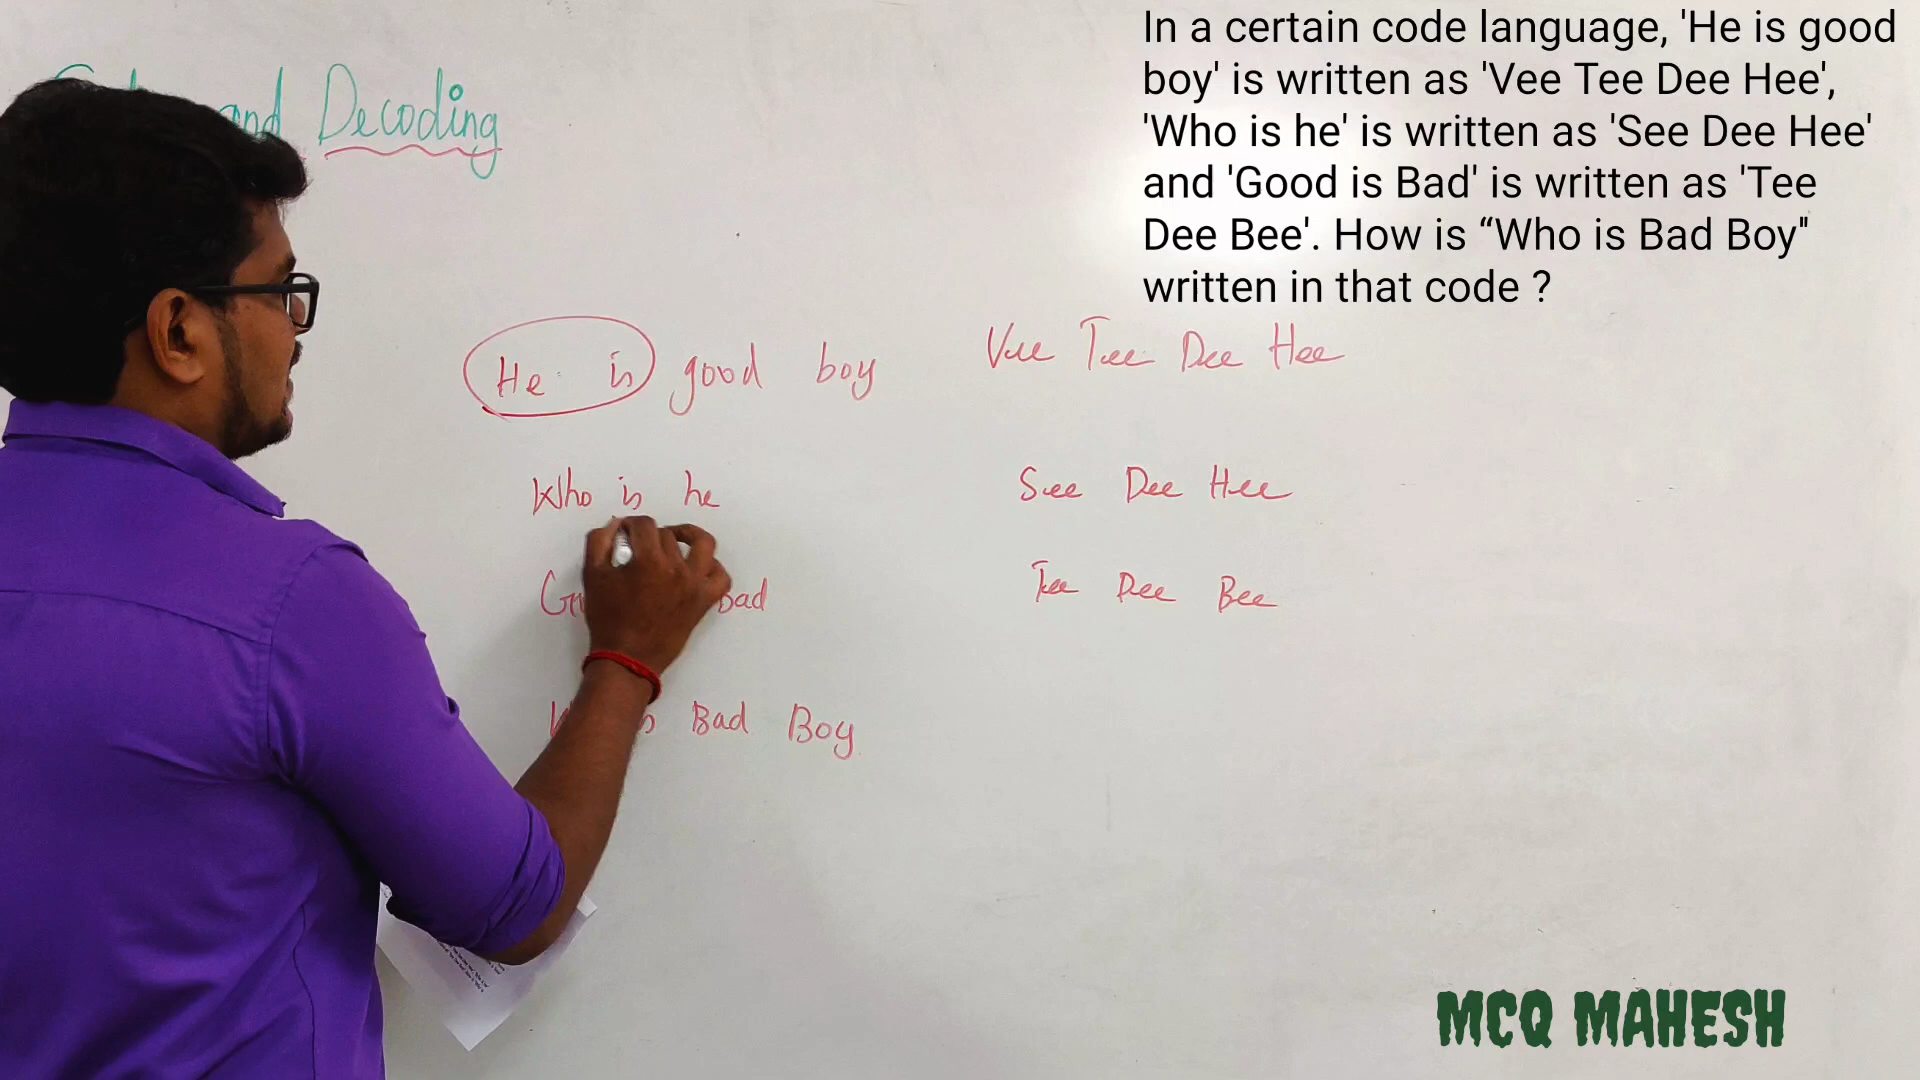 In a certain code language, 'He is good
boy' is written as 'Vee Tee Dee Hee',
'Who is he' is written as 'See Dee Hee'
and 'Good is Bad' is written as 'Tee
Dee Bee'. How is “Who is Bad Boy"
written in that code ?
and Decoding
He is good boy Vee Tee Dee Hee
Who is he See Dee Hee
Bad Tee Dee Bee
Bad Boy
MCQ MAHESH